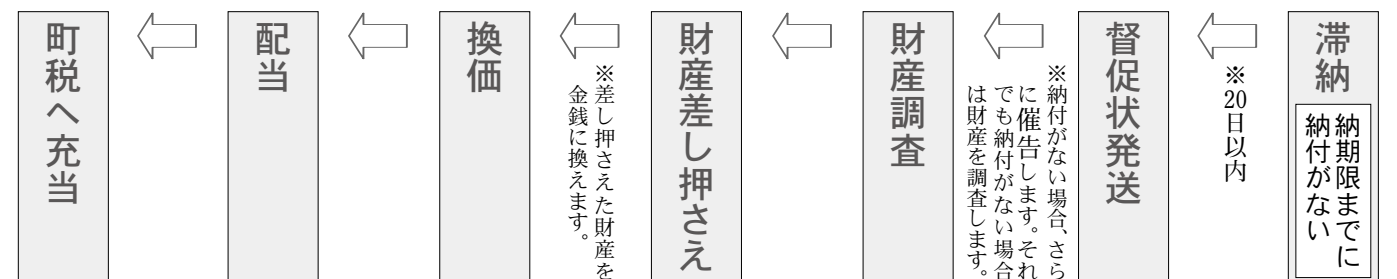 滞納
納期限までに
納付がない
※20日以内
督促状発送
※納付がない場合、さら
に催告します。それ
でも納付がない場合
は財産を調査します。
財産調査
財産差し押さえ
※差し押さえた財産を
金銭に換えます。
換価
配当
町税へ充当